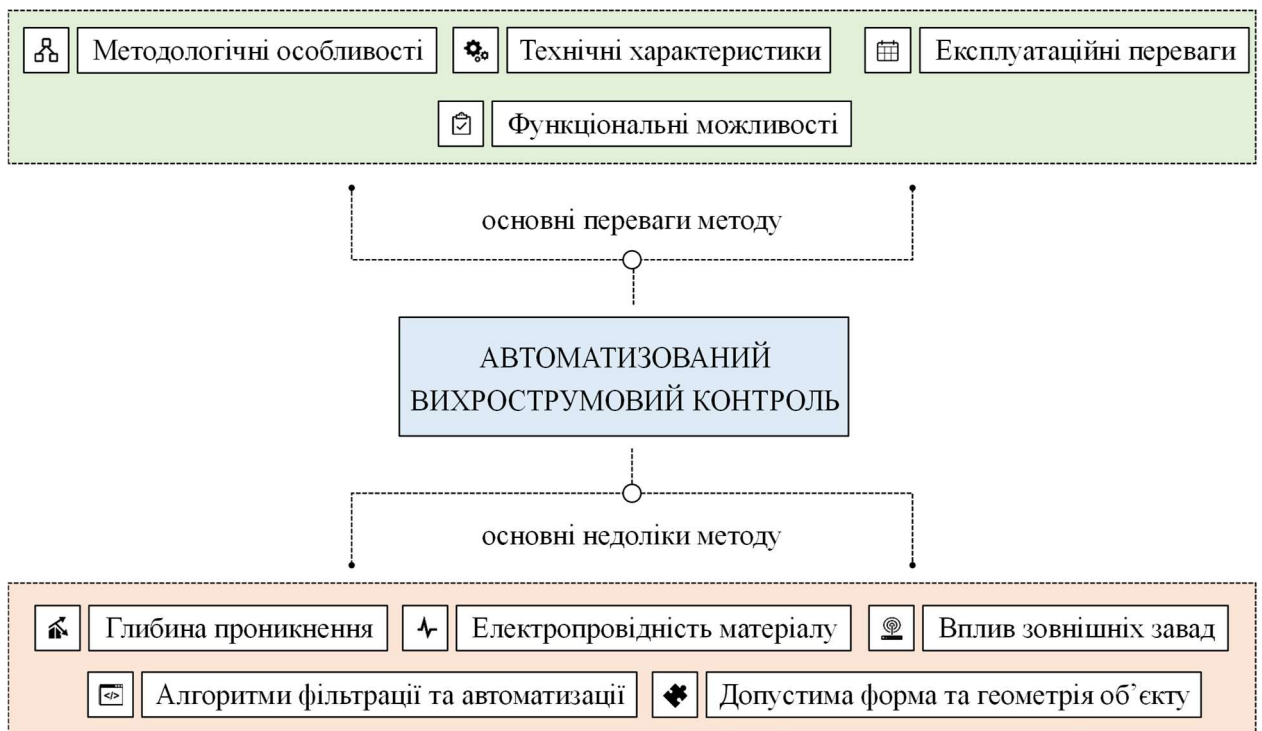 Методологічні особливості
Технічні характеристики
Експлуатаційні переваги
Функціональні можливості
основні переваги методу
АВТОМАТИЗОВАНИЙ
ВИХРОСТРУМОВИЙ КОНТРОЛЬ
основні недоліки методу
Глибина проникнення
Електропровідність матеріалу
Вплив зовнішніх завад
Алгоритми фільтрації та автоматизації
Допустима форма та геометрія об’єкту